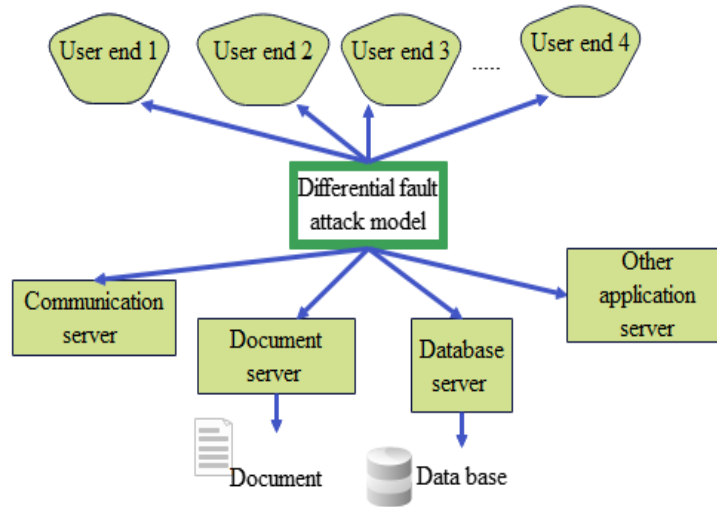 User end 1
User end 2
User end 3
.....
User end 4
Differential fault
attack model
Communication
server
Document
server
Database
server
Other
application
server
Document
Data base